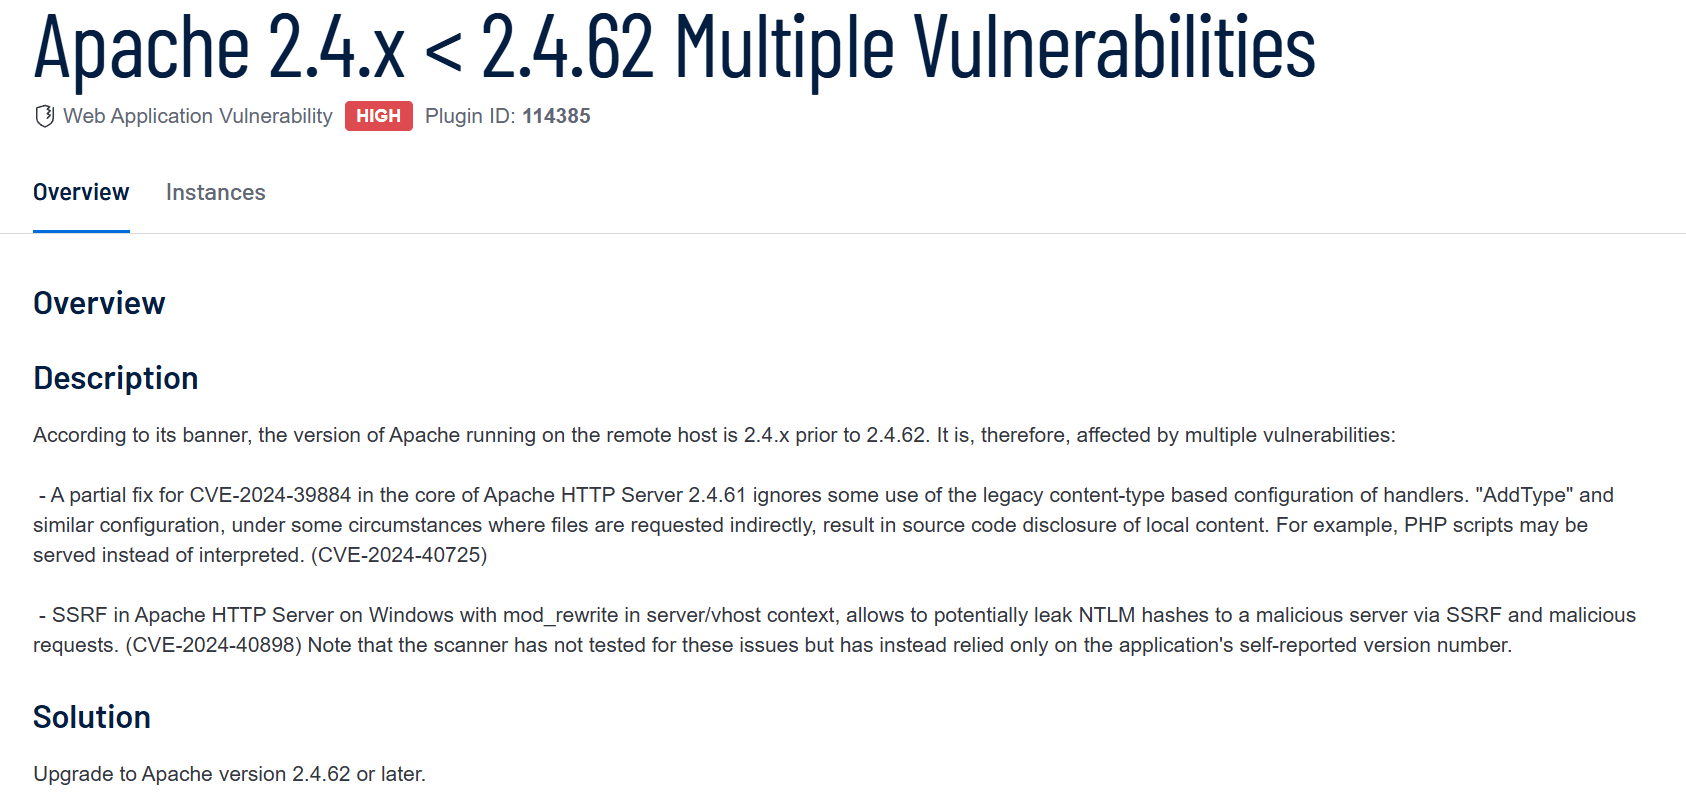 Apache 2.4.x < 2.4.62 Multiple Vulnerabilities
Web Application Vulnerability HIGH Plugin ID: 114385
Overview Instances
Overview
Description
According to its banner, the version of Apache running on the remote host is 2.4.x prior to 2.4.62. It is, therefore, affected by multiple vulnerabilities:
- A partial fix for CVE-2024-39884 in the core of Apache HTTP Server 2.4.61 ignores some use of the legacy content-type based configuration of handlers. "AddType" and
similar configuration, under some circumstances where files are requested indirectly, result in source code disclosure of local content. For example, PHP scripts may be
served instead of interpreted. (CVE-2024-40725)
- SSRF in Apache HTTP Server on Windows with mod_rewrite in server/vhost context, allows to potentially leak NTLM hashes to a malicious server via SSRF and malicious
requests. (CVE-2024-40898) Note that the scanner has not tested for these issues but has instead relied only on the application's self-reported version number.
Solution
Upgrade to Apache version 2.4.62 or later.